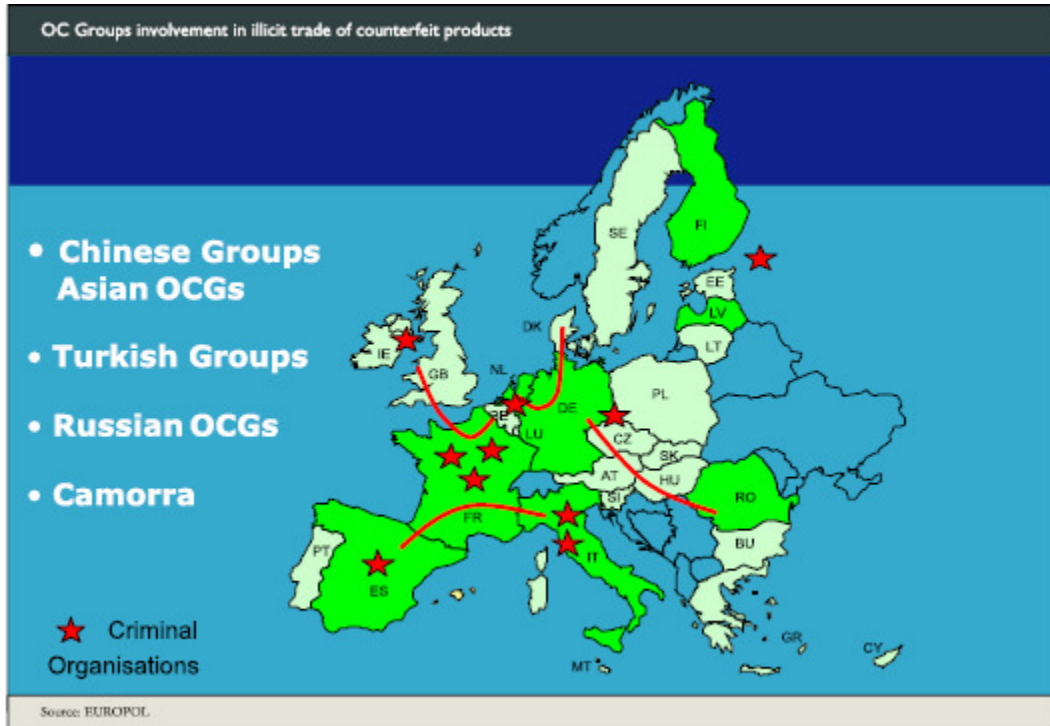 OC Groups involvement in illicit trade of counterfeit products
• Chinese Groups
Asian OCGs
• Turkish Groups
• Russian OCGs
• Camorra
SE
FI
EE
LV
LT
DK
IE
GB
NL
BE
DE
LU
PL
CZ
SK
AT
HU
SI
RO
FR
BU
PT
ES
IT
MT
GR
CY
Criminal
Organisations
Source: EUROPOL